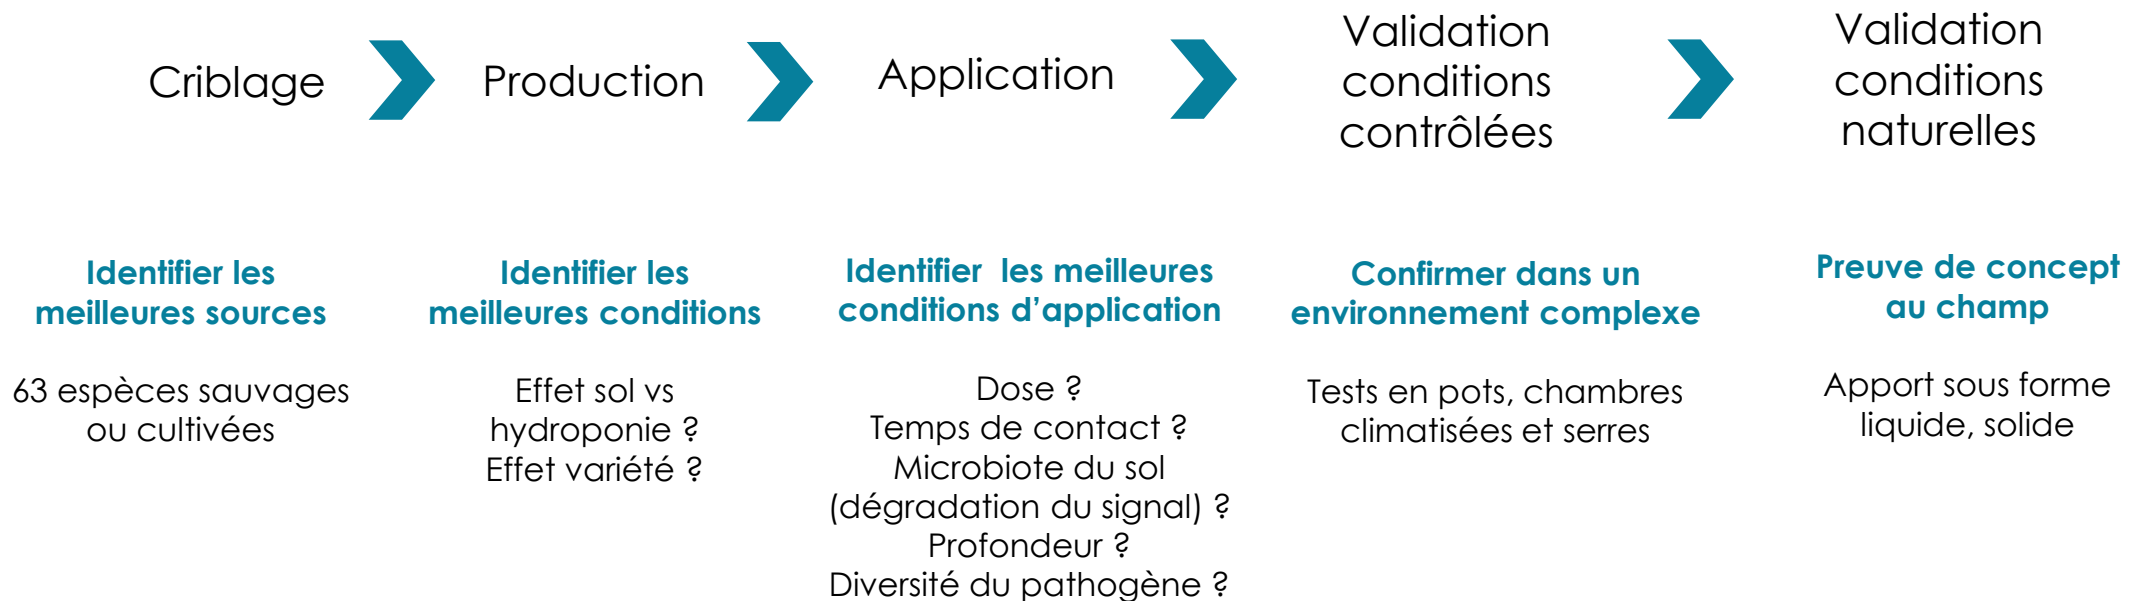 Criblage
Production
Application
Validation
conditions
contrôlées
Validation
conditions
naturelles
Identifier les
meilleures sources
63 espèces sauvages
ou cultivées
Identifier les
meilleures conditions
Effet sol vs
hydroponie ?
Effet variété ?
Identifier les meilleures
conditions d’application
Dose ?
Temps de contact ?
Microbiote du sol
(dégradation du signal) ?
Profondeur ?
Diversité du pathogène ?
Confirmer dans un
environnement complexe
Tests en pots, chambres
climatisées et serres
Preuve de concept
au champ
Apport sous forme
liquide, solide